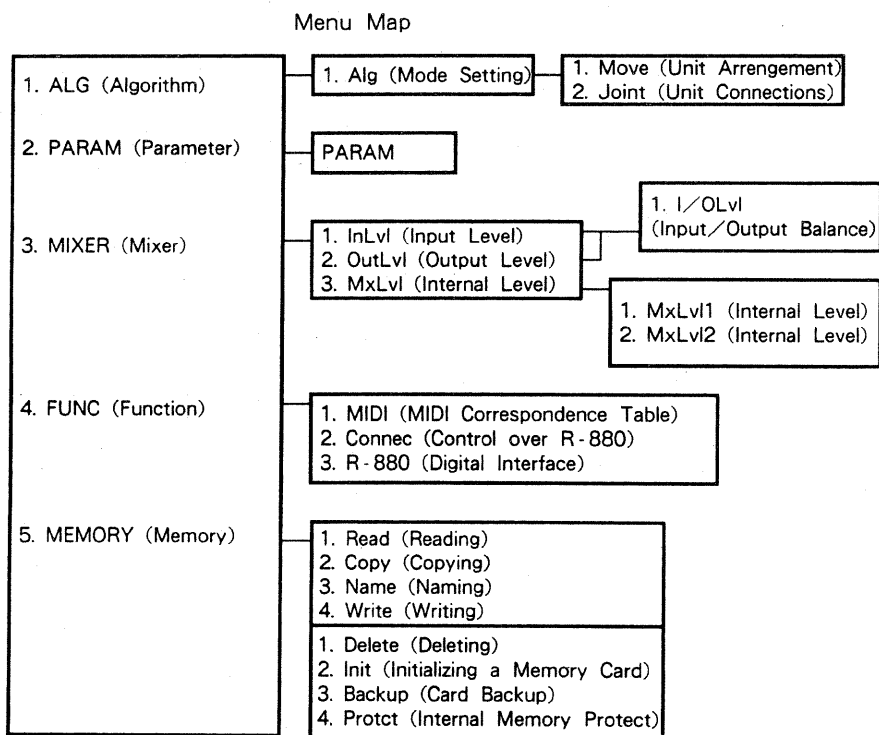 Menu Map
1. ALG (Algorithm)
1. Alg (Mode Setting)
1. Move (Unit Arrangement)
2. Joint (Unit Connections)
2. PARAM (Parameter)
PARAM
3. MIXER (Mixer)
1. InLvl (Input Level)
2. OutLvl (Output Level)
3. MxLvl (Internal Level)
1. I/OLvl
(Input/Output Balance)
1. MxLvl1 (Internal Level)
2. MxLvl2 (Internal Level)
4. FUNC (Function)
1. MIDI (MIDI Correspondence Table)
2. Connec (Control over R-880)
3. R-880 (Digital Interface)
5. MEMORY (Memory)
1. Read (Reading)
2. Copy (Copying)
3. Name (Naming)
4. Write (Writing)
1. Delete (Deleting)
2. Init (Initializing a Memory Card)
3. Backup (Card Backup)
4. Protct (Internal Memory Protect)